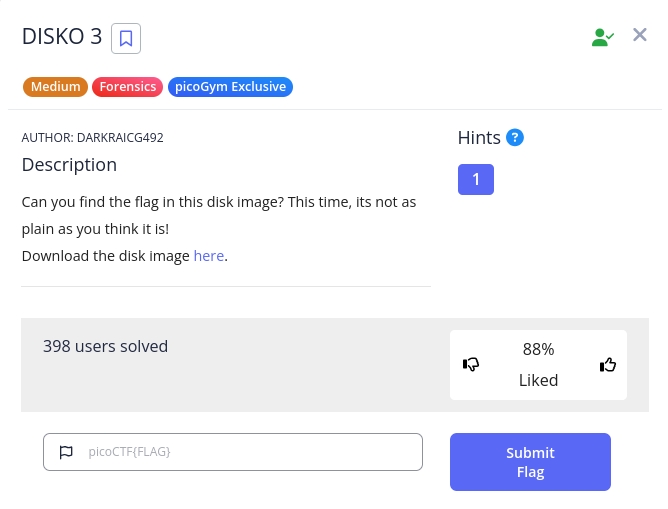 DISKO 3
Medium Forensics picoGym Exclusive
AUTHOR: DARKRAICG492
Description
Can you find the flag in this disk image? This time, its not as
plain as you think it is!
Download the disk image here.
Hints ?
1
398 users solved
88%
Liked
picoCTF{FLAG}
Submit
Flag